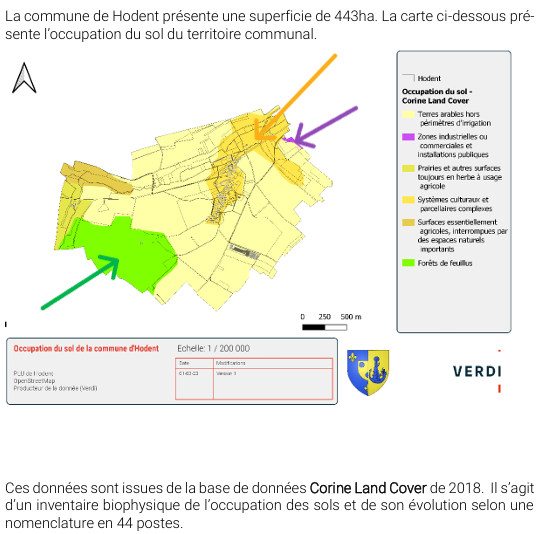 La commune de Hodent présente une superficie de 443ha. La carte ci-dessous pré-
sente l'occupation du sol du territoire communal.
Hodent
Occupation du sol -
Corine Land Cover
Terres arables hors
périmètres d'irrigation
Zones industrielles ou
commerciales et
installations publiques
Prairies et autres surfaces
toujours en herbe à usage
agricole
Systèmes culturaux et
parcellaires complexes
Surfaces essentiellement
agricoles, interrompues par
des espaces naturels
importants
Forêts de feuillus
0 250 500 m
Occupation du sol de la commune d'Hodent
Echelle: 1 / 200 000
Date Modifications
Version 1
PLU de Hodent
OpenStreetMap
Producteur de la donnée (Verdi)
VERDI
Ces données sont issues de la base de données Corine Land Cover de 2018. Il s'agit
d'un inventaire biophysique de l'occupation des sols et de son évolution selon une
nomenclature en 44 postes.